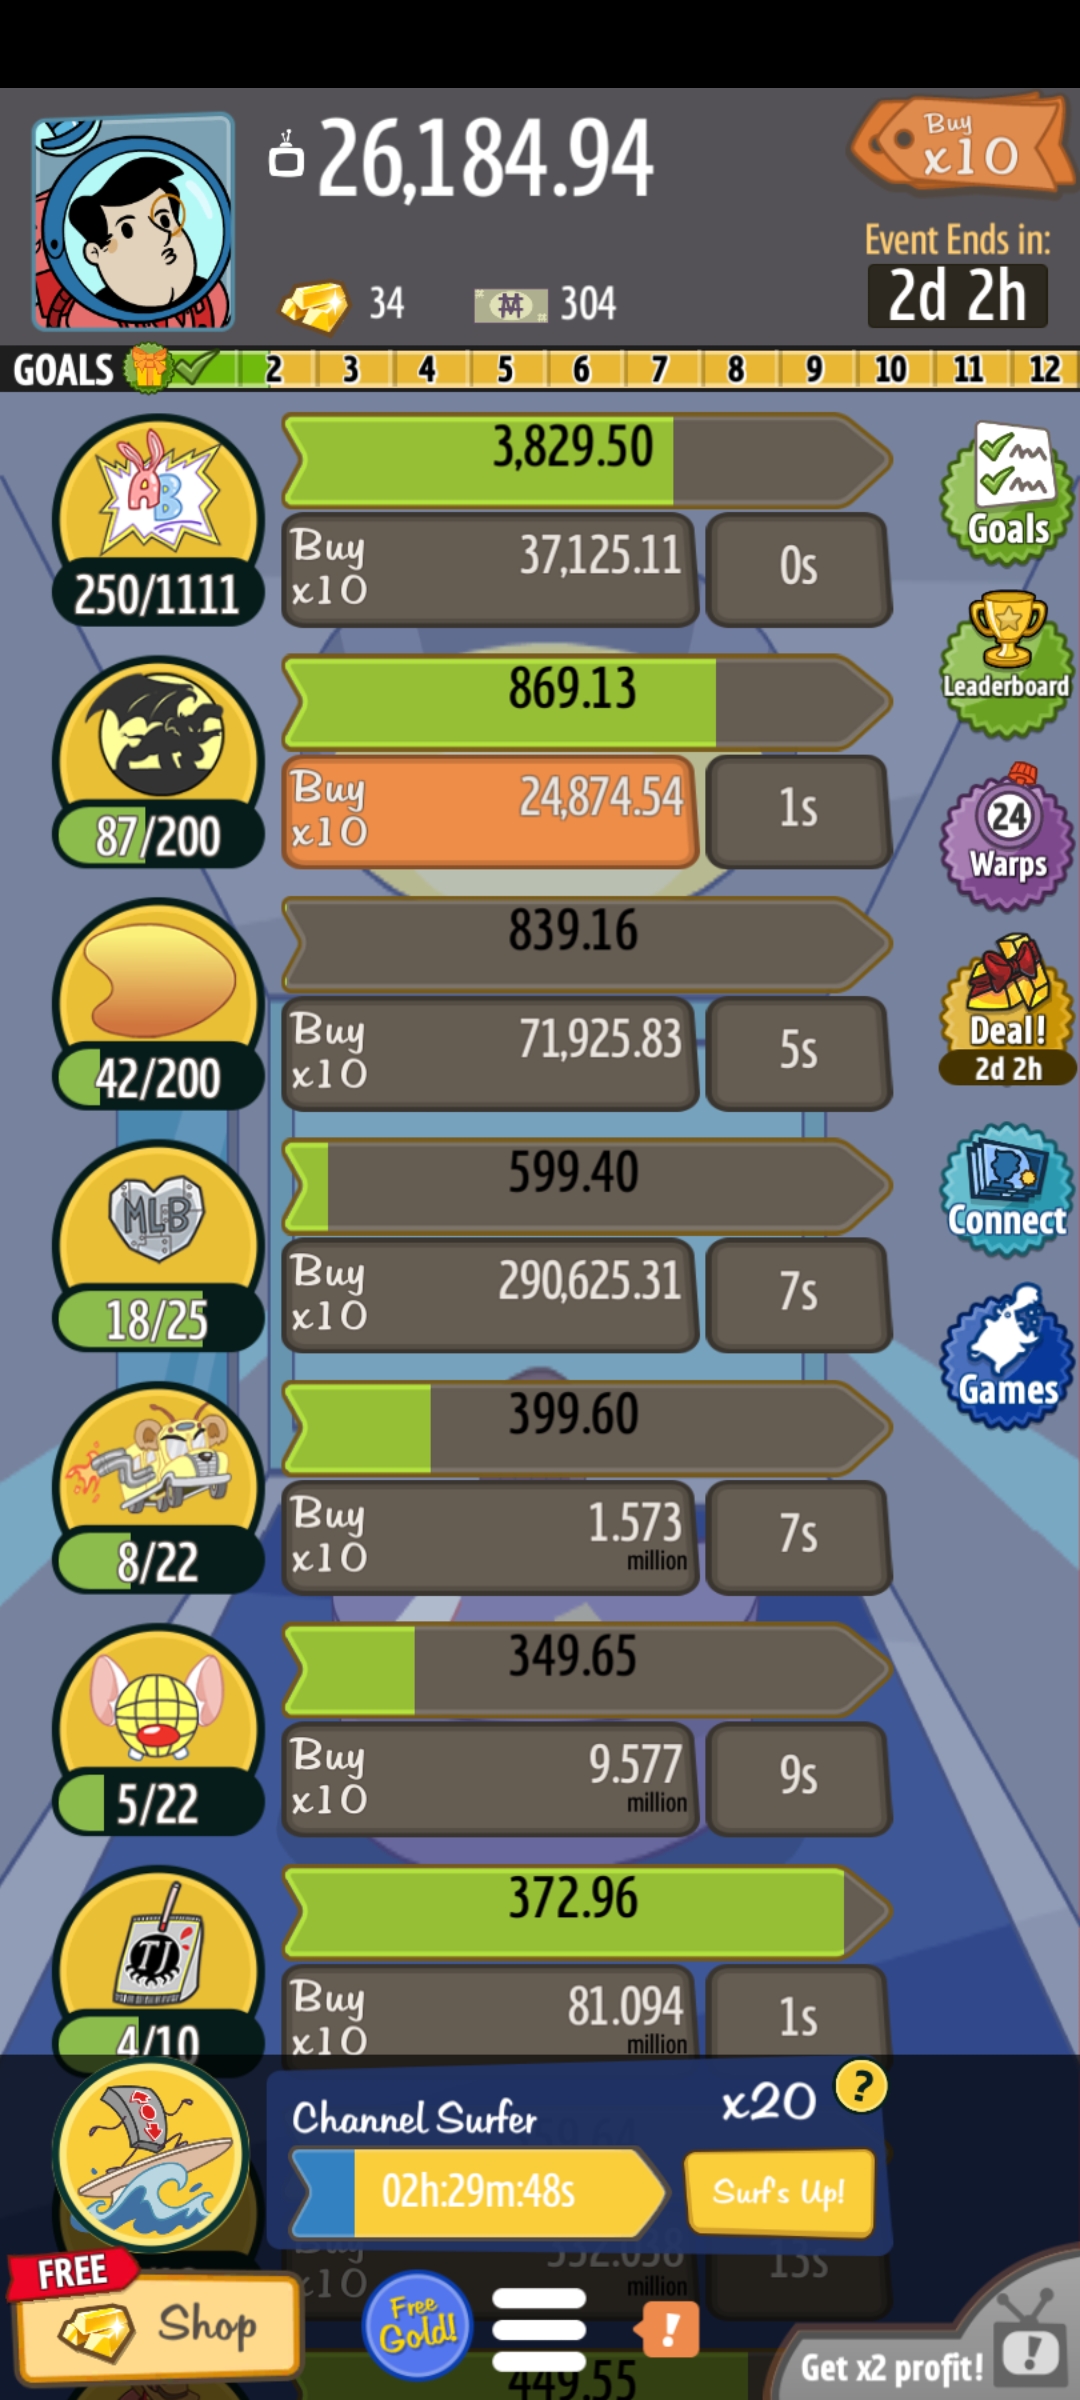 26,184.94
Buy
x10
Event Ends in:
2d 2h
34
304
GOALS 2 3 4 5 6 7 8 9 10 11 12
AB
3,829.50
250/1111
Buy
x10
37,125.11
0s
Goals
869.13
87/200
Buy
x10
24,874.54
1s
Leaderboard
839.16
42/200
Buy
x10
71,925.83
5s
24
Warps
Deal!
2d 2h
MLB
599.40
18/25
Buy
x10
290,625.31
7s
Connect
399.60
8/22
Buy
x10
1.573
million
7s
Games
349.65
5/22
Buy
x10
9.577
million
9s
TJ
372.96
4/10
Buy
x10
81.094
million
1s
Channel Surfer
x20
?
02h:29m:48s
Surf's Up!
x10
million
13s
FREE
Shop
Free
Gold!
!
Get x2 profit!
!
449.55